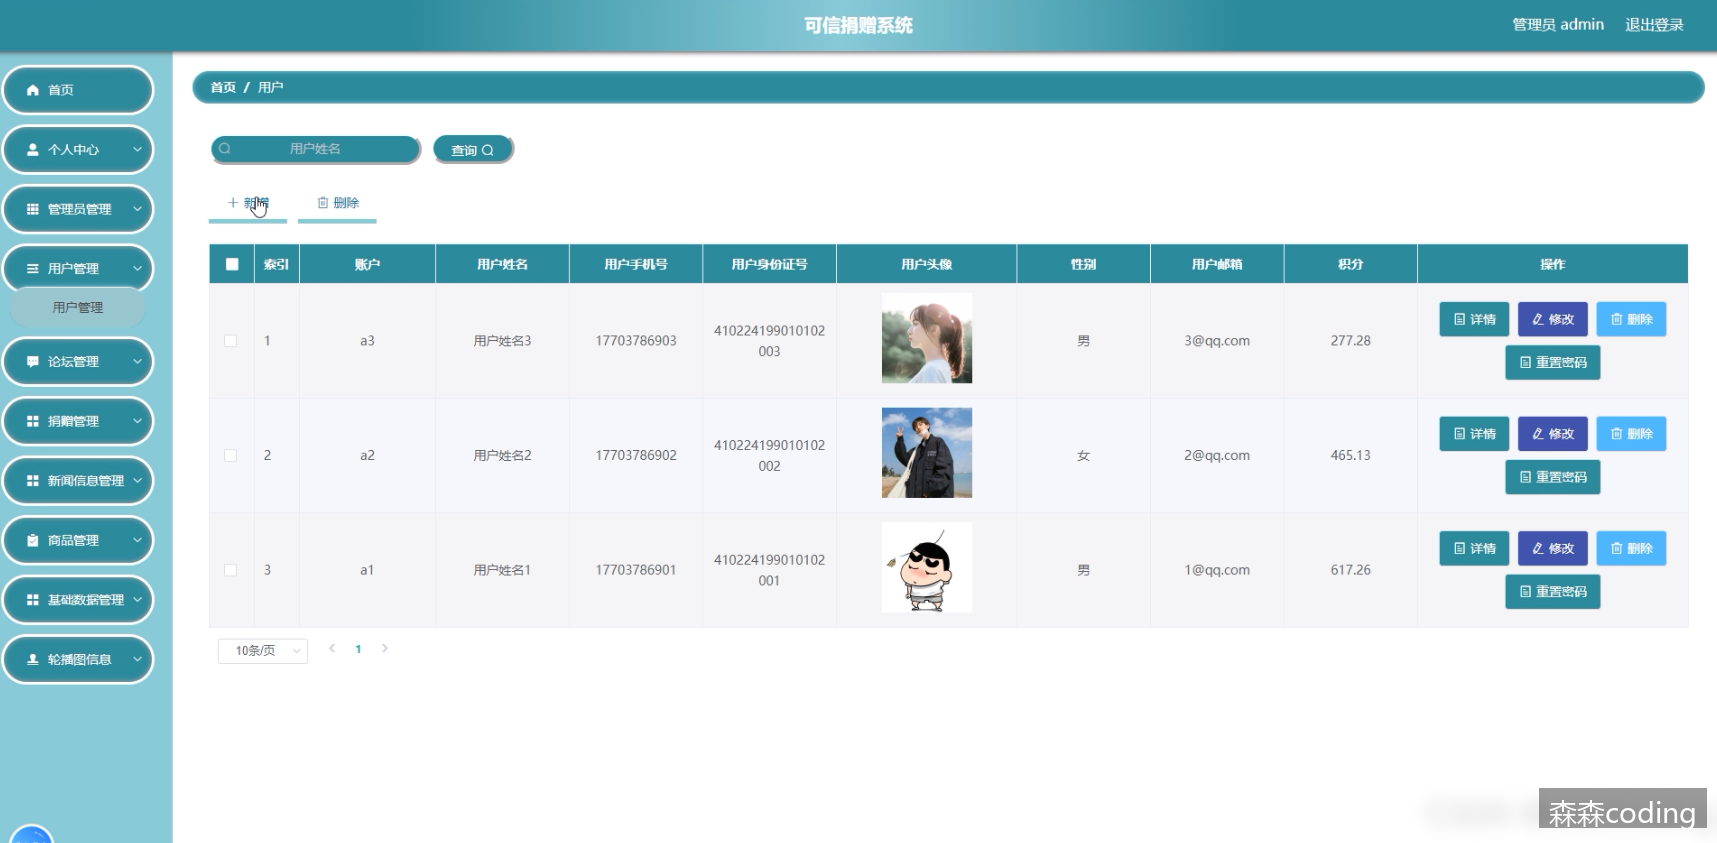 可信捐赠系统
管理员 admin 退出登录
首页
个人中心
管理员管理
用户管理
用户管理
论坛管理
捐赠管理
新闻信息管理
商品管理
基础数据管理
轮播图信息
首页 / 用户
用户姓名 查询
新增 删除
索引 账户 用户姓名 用户手机号 用户身份证号 用户头像 性别 用户邮箱 积分 操作
1 a3 用户姓名3 17703786903 410224199010102003 男 3@qq.com 277.28 详情 修改 删除
重置密码
2 a2 用户姓名2 17703786902 410224199010102002 女 2@qq.com 465.13 详情 修改 删除
重置密码
3 a1 用户姓名1 17703786901 410224199010102001 男 1@qq.com 617.26 详情 修改 删除
重置密码
10条/页 1
森森coding